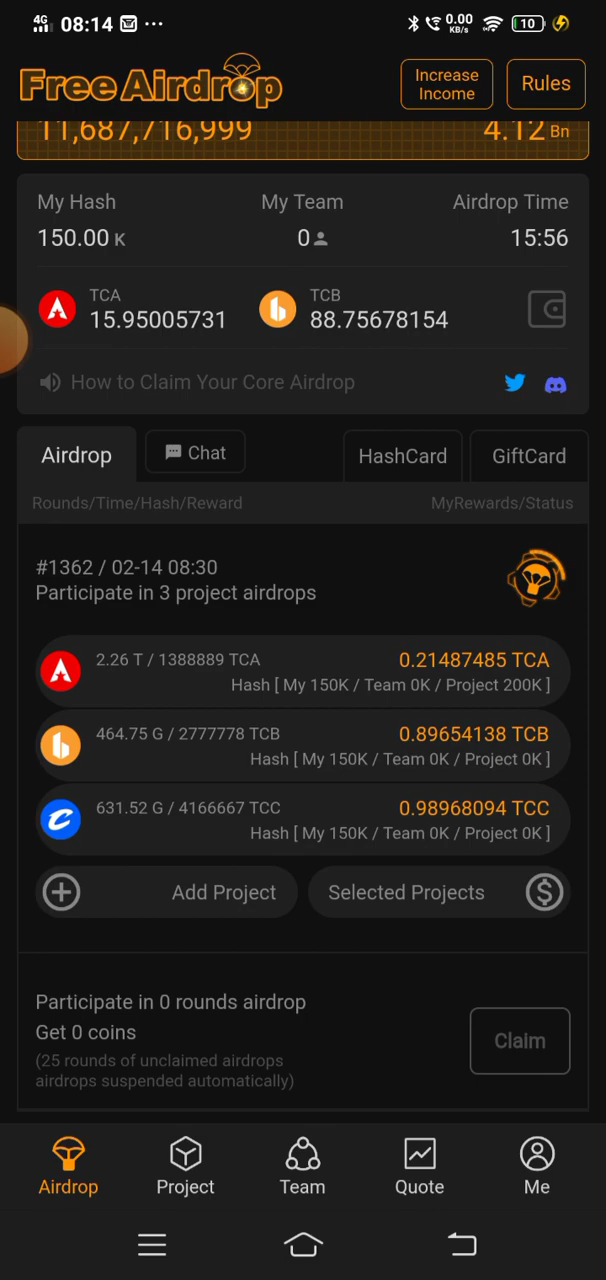 4G 08:14 ... 0.00 KB/s 10
Free Airdrop
Increase Income
Rules
11,687,716,999 4.12 Bn
My Hash My Team Airdrop Time
150.00 K 0 15:56
TCA TCB
15.95005731 88.75678154
How to Claim Your Core Airdrop
Airdrop Chat HashCard GiftCard
Rounds/Time/Hash/Reward MyRewards/Status
#1362 / 02-14 08:30
Participate in 3 project airdrops
2.26 T / 1388889 TCA 0.21487485 TCA
Hash [ My 150K / Team 0K / Project 200K ]
464.75 G / 2777778 TCB 0.89654138 TCB
Hash [ My 150K / Team 0K / Project 0K ]
631.52 G / 4166667 TCC 0.98968094 TCC
Hash [ My 150K / Team 0K / Project 0K ]
Add Project Selected Projects
Participate in 0 rounds airdrop
Get 0 coins
(25 rounds of unclaimed airdrops
airdrops suspended automatically)
Claim
Airdrop Project Team Quote Me